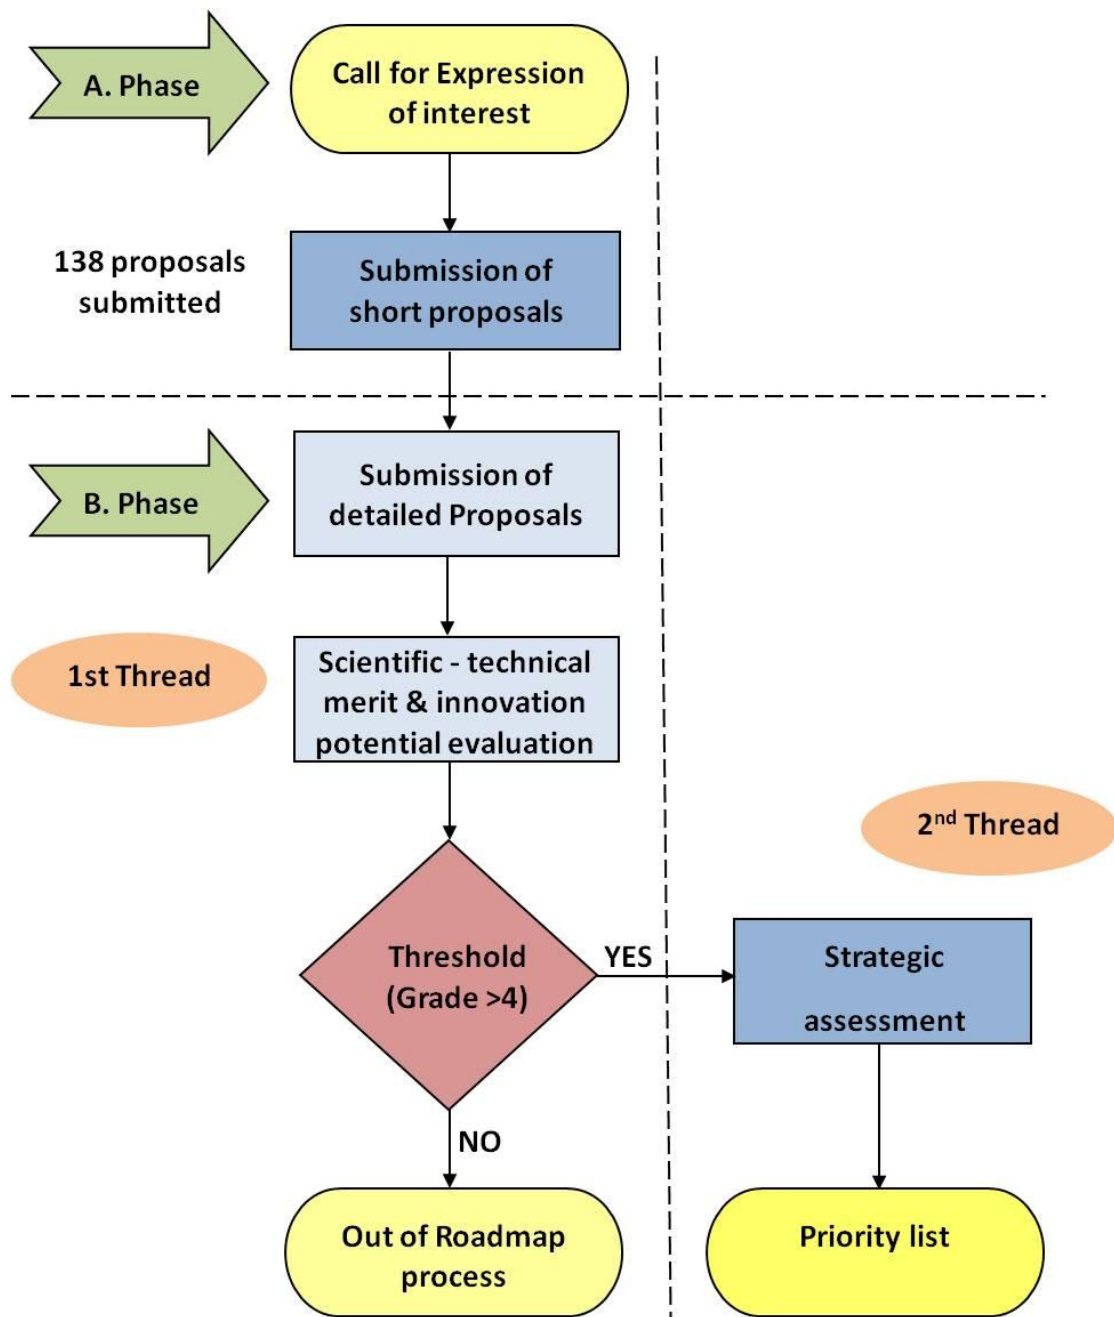 A. Phase
Call for Expression
of interest
138 proposals
submitted
Submission of
short proposals
B. Phase
Submission of
detailed Proposals
1st Thread
Scientific - technical
merit & innovation
potential evaluation
2nd Thread
Threshold
(Grade >4)
YES
Strategic
assessment
NO
Out of Roadmap
process
Priority list